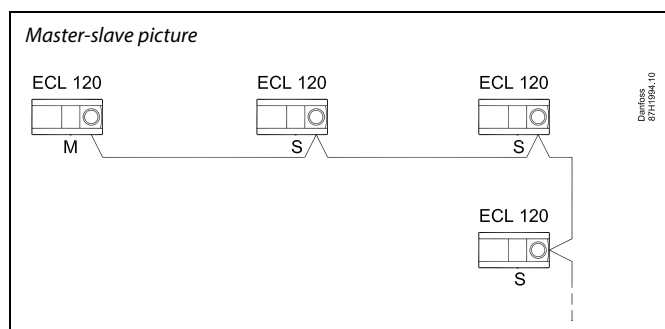 Master-slave picture
ECL 120
ECL 120
ECL 120
Danfoss
87H1994.10
M
S
S
ECL 120
S